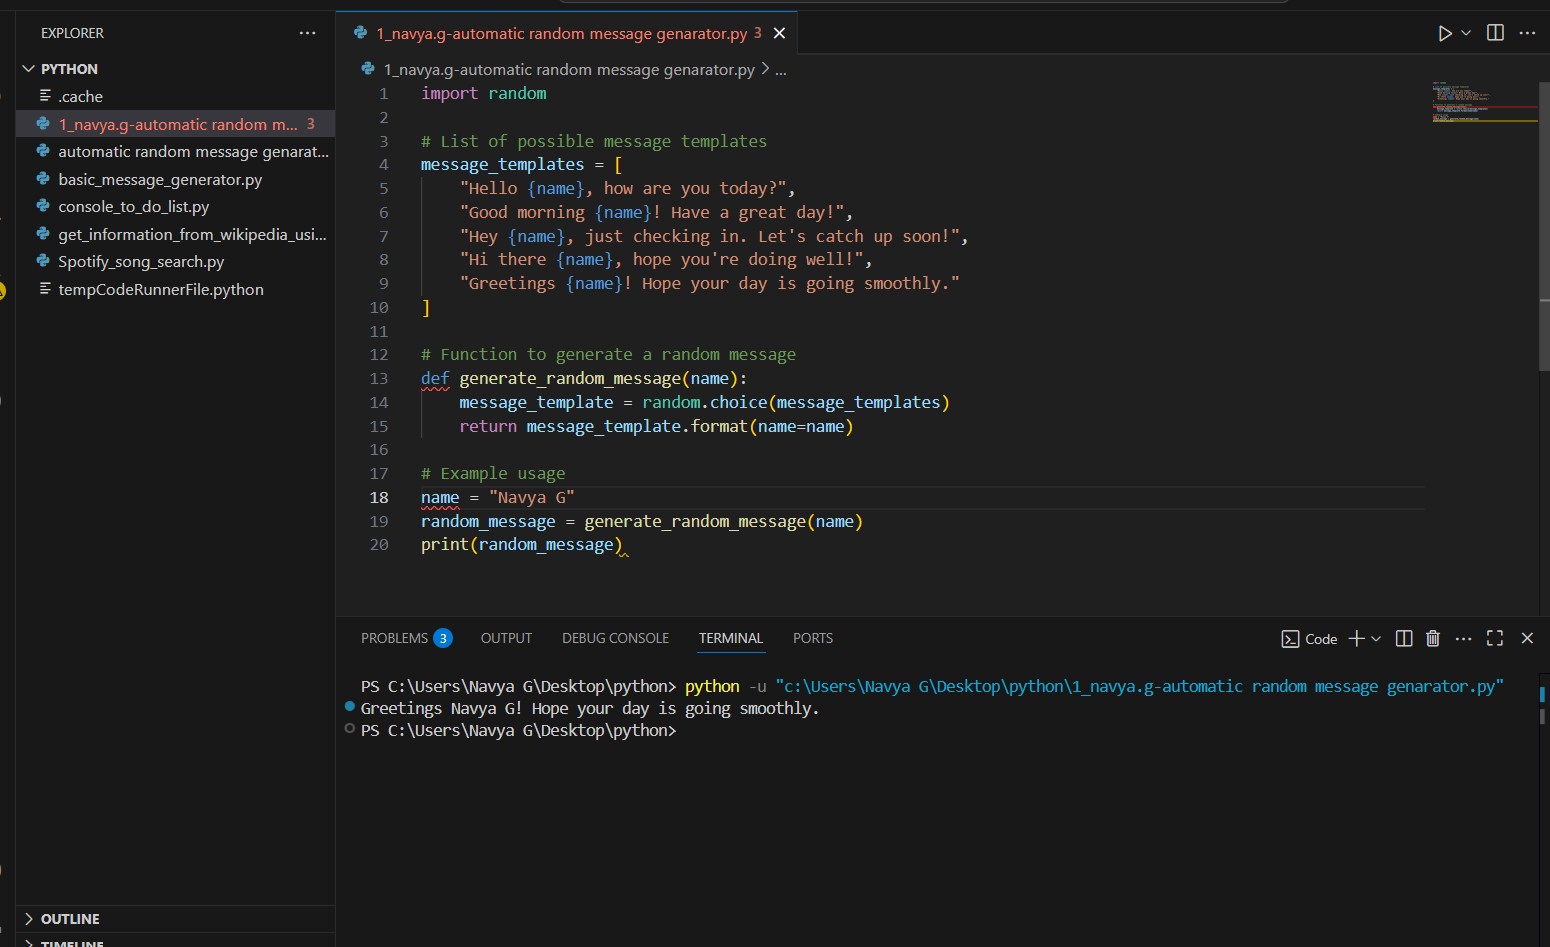 EXPLORER
PYTHON
.cache
1_navya.g-automatic random m... 3
automatic random message genarat...
basic_message_generator.py
console_to_do_list.py
get_information_from_wikipedia_usi...
Spotify_song_search.py
tempCodeRunnerFile.python
OUTLINE
TIMELINE
1_navya.g-automatic random message genarator.py 3
1_navya.g-automatic random message genarator.py > ...
1 import random
2
3 # List of possible message templates
4 message_templates = [
5 "Hello {name}, how are you today?",
6 "Good morning {name}! Have a great day!",
7 "Hey {name}, just checking in. Let's catch up soon!",
8 "Hi there {name}, hope you're doing well!",
9 "Greetings {name}! Hope your day is going smoothly."
10 ]
11
12 # Function to generate a random message
13 def generate_random_message(name):
14 message_template = random.choice(message_templates)
15 return message_template.format(name=name)
16
17 # Example usage
18 name = "Navya G"
19 random_message = generate_random_message(name)
20 print(random_message)
PROBLEMS 3 OUTPUT DEBUG CONSOLE TERMINAL PORTS Code
PS C:\Users\Navya G\Desktop\python> python -u "c:\Users\Navya G\Desktop\python\1_navya.g-automatic random message genarator.py"
Greetings Navya G! Hope your day is going smoothly.
PS C:\Users\Navya G\Desktop\python>